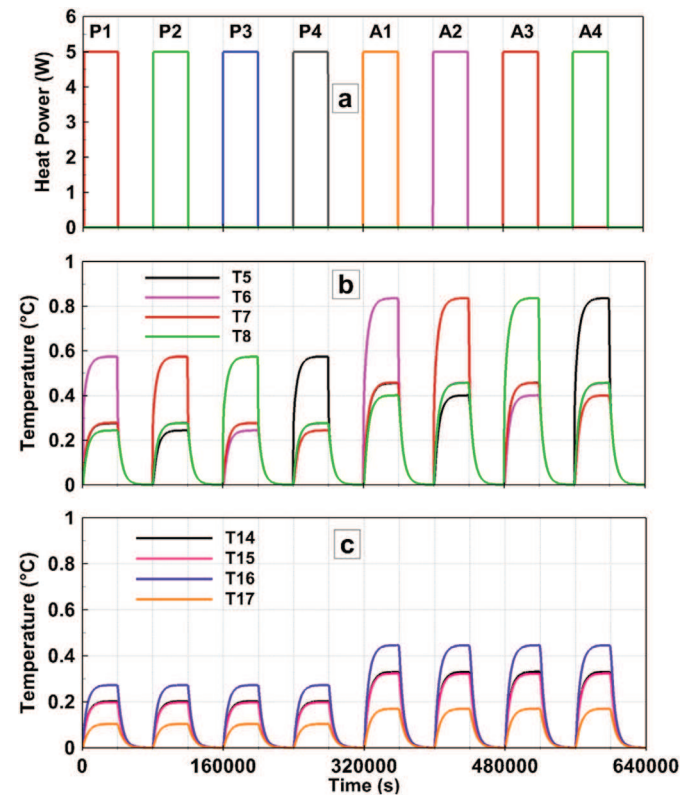 6
P1 P2 P3 P4 A1 A2 A3 A4
5
4
a
3
2
1
0
Heat Power (W)
1
b
T5
T6
0.8
T7
T8
0.6
0.4
0.2
0
Temperature (°C)
1
c
T14
T15
0.8
T16
T17
0.6
0.4
0.2
0
Temperature (°C)
0 160000 320000 480000 640000
Time (s)